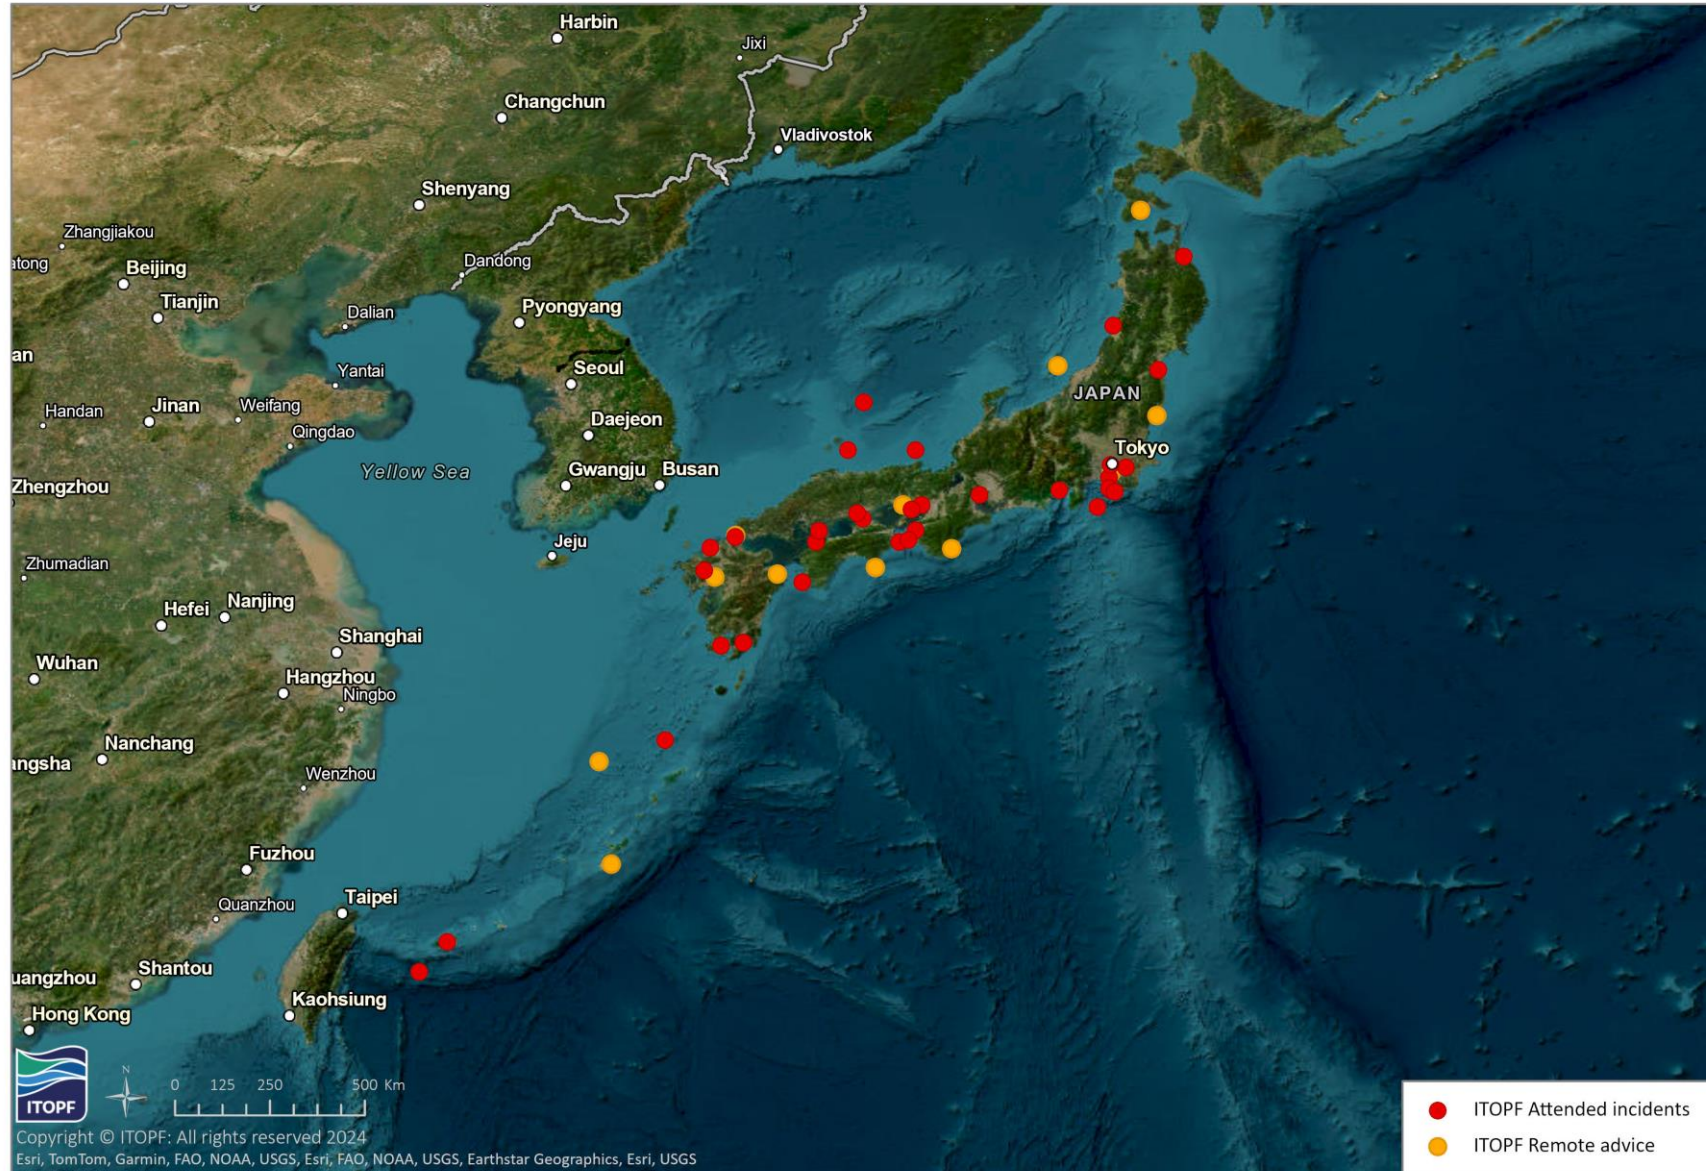 Harbin
Jixi
Changchun
Vladivostok
Shenyang
Zhangjiakou
atong
Dandong
Beijing
Tianjin
Pyongyang
Dalian
an
Seoul
Yantai
JAPAN
Jinan
Weifang
Handan
Daejeon
Qingdao
Tokyo
Yellow Sea
Gwangju
Busan
Zhengzhou
Jeju
Zhumadian
Hefei
Nanjing
Shanghai
Wuhan
Hangzhou
Ningbo
Nanchang
angsha
Wenzhou
Fuzhou
Taipei
Quanzhou
Shantou
uangzhou
Kaohsiung
Hong Kong
N
0 125 250 500 Km
ITOPF
Copyright © ITOPF: All rights reserved 2024
Esri, TomTom, Garmin, FAO, NOAA, USGS, Esri, FAO, NOAA, USGS, Earthstar Geographics, Esri, USGS
ITOPF Attended incidents
ITOPF Remote advice